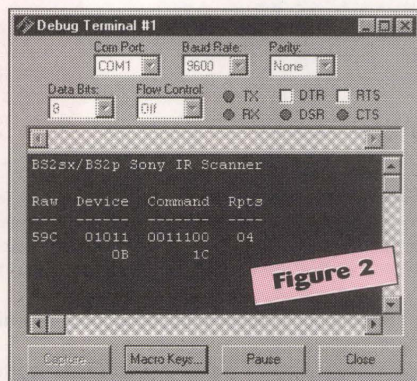 Debug Terminal #1
Com Port: Baud Rate: Parity:
COM1 9600 None
Data Bits: Flow Control: TX DTR RTS
8 Off RX DSR CTS
BS2sx/BS2p Sony IR Scanner
Raw Device Command Rpts
--- ------ ------- ----
59C 01011 0011100 04
0B 1C
Figure 2
Capture... Macro Keys... Pause Close